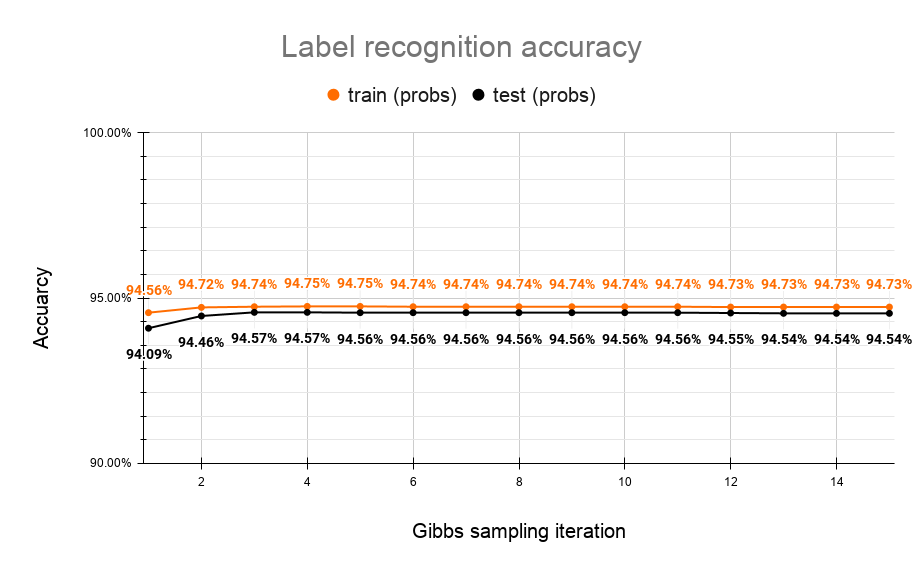 Label recognition accuracy
train (probs) test (probs)
100.00%
94.56% 94.72% 94.74% 94.75% 94.75% 94.74% 94.74% 94.74% 94.74% 94.74% 94.74% 94.73% 94.73% 94.73% 94.73%
95.00%
94.09% 94.46% 94.57% 94.57% 94.56% 94.56% 94.56% 94.56% 94.56% 94.56% 94.56% 94.55% 94.54% 94.54% 94.54%
Accuarcy
90.00%
2 4 6 8 10 12 14
Gibbs sampling iteration